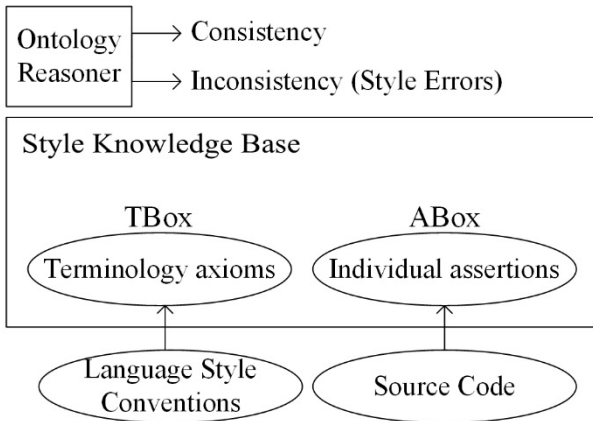 Ontology
Reasoner
Consistency
Inconsistency (Style Errors)
Style Knowledge Base
TBox
ABox
Terminology axioms
Individual assertions
Language Style
Conventions
Source Code